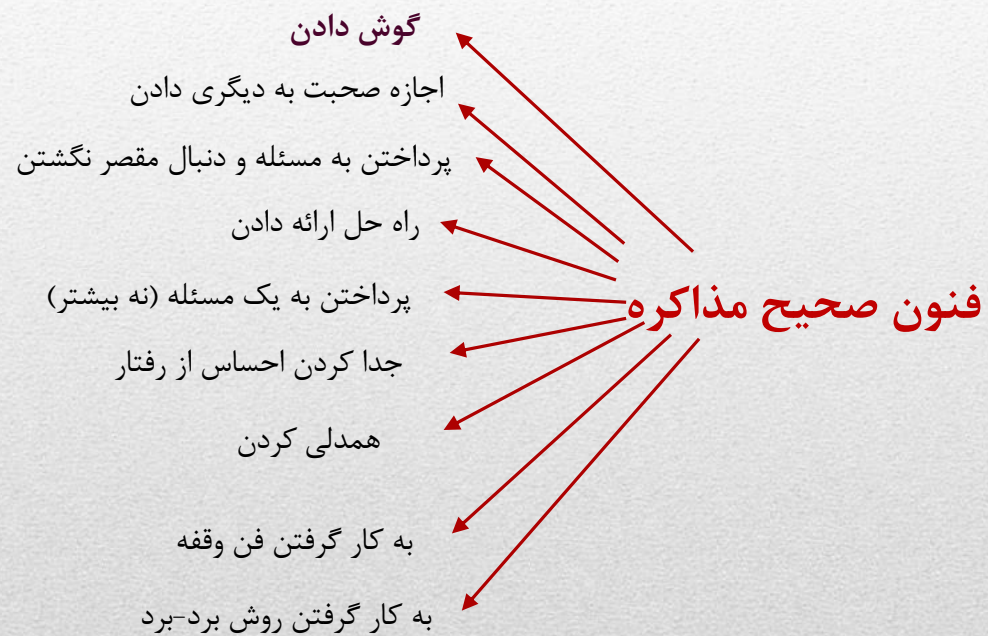 فنون صحیح مذاکره
گوش دادن
اجازه صحبت به دیگری دادن
پرداختن به مسئله و دنبال مقصر نگشتن
راه حل ارائه دادن
پرداختن به یک مسئله (نه بیشتر)
جدا کردن احساس از رفتار
همدلی کردن
به کار گرفتن فن وقفه
به کار گرفتن روش برد-برد